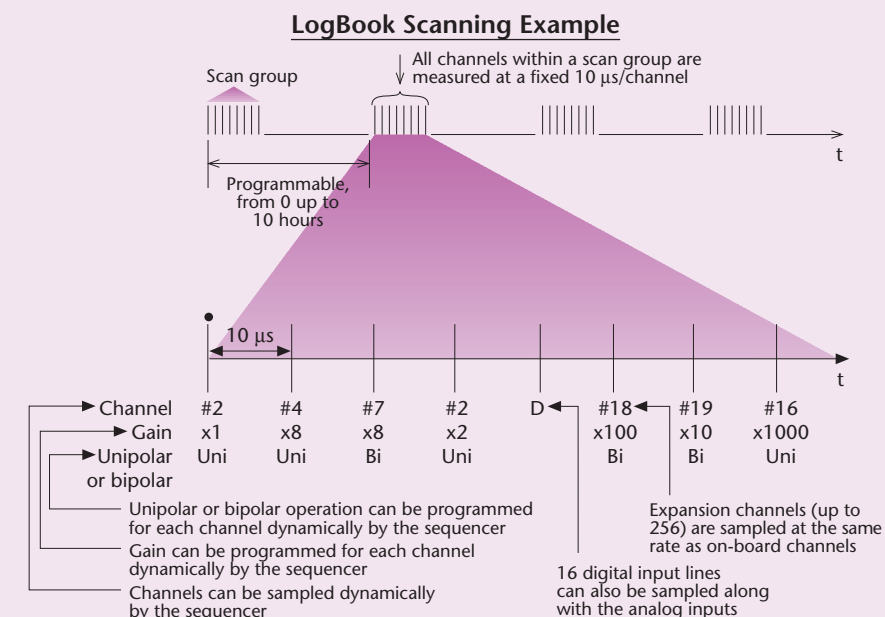 LogBook Scanning Example
All channels within a scan group are
measured at a fixed 10 µs/channel
Scan group
t
Programmable,
from 0 up to
10 hours
10 µs
t
Channel #2 #4 #7 #2 D #18 #19 #16
Gain x1 x8 x8 x2 x100 x10 x1000
Unipolar Uni Uni Bi Uni Bi Bi Uni
or bipolar
Unipolar or bipolar operation can be programmed
for each channel dynamically by the sequencer
Gain can be programmed for each channel
dynamically by the sequencer
Channels can be sampled dynamically
by the sequencer
Expansion channels (up to
256) are sampled at the same
rate as on-board channels
16 digital input lines
can also be sampled along
with the analog inputs